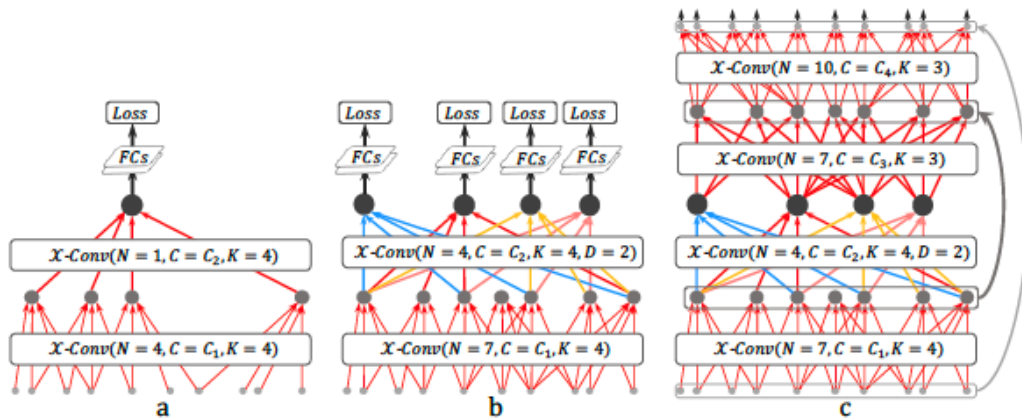 Loss
FCs
𝒳-Conv(N = 1, C = C₂, K = 4)
𝒳-Conv(N = 4, C = C₁, K = 4)
a
Loss Loss Loss Loss
FCs FCs FCs FCs
𝒳-Conv(N = 4, C = C₂, K = 4, D = 2)
𝒳-Conv(N = 7, C = C₁, K = 4)
b
𝒳-Conv(N = 10, C = C₄, K = 3)
𝒳-Conv(N = 7, C = C₃, K = 3)
𝒳-Conv(N = 4, C = C₂, K = 4, D = 2)
𝒳-Conv(N = 7, C = C₁, K = 4)
c